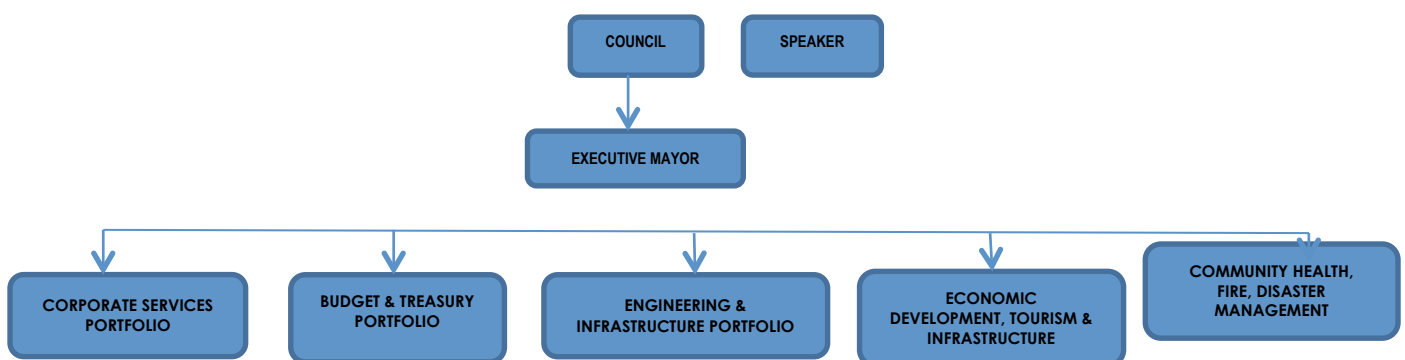 COUNCIL
SPEAKER
EXECUTIVE MAYOR
CORPORATE SERVICES
PORTFOLIO
BUDGET & TREASURY
PORTFOLIO
ENGINEERING &
INFRASTRUCTURE PORTFOLIO
ECONOMIC
DEVELOPMENT, TOURISM &
INFRASTRUCTURE
COMMUNITY HEALTH,
FIRE, DISASTER
MANAGEMENT